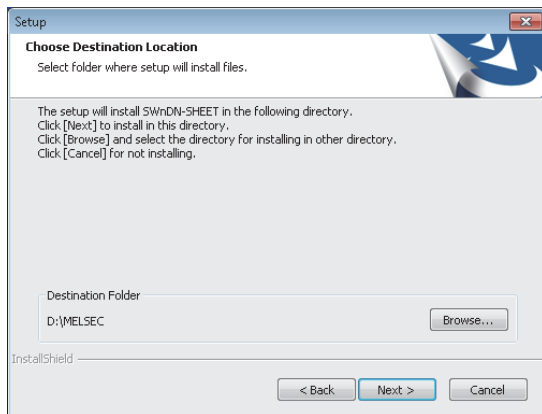 Setup
Choose Destination Location
Select folder where setup will install files.
The setup will install SWnDN-SHEET in the following directory.
Click [Next] to install in this directory.
Click [Browse] and select the directory for installing in other directory.
Click [Cancel] for not installing.
Destination Folder
D:\MELSEC
Browse...
InstallShield
< Back
Next >
Cancel